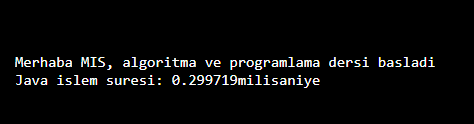 Merhaba MIS, algoritma ve programlama dersi basladi
Java islem suresi: 0.299719milisaniye